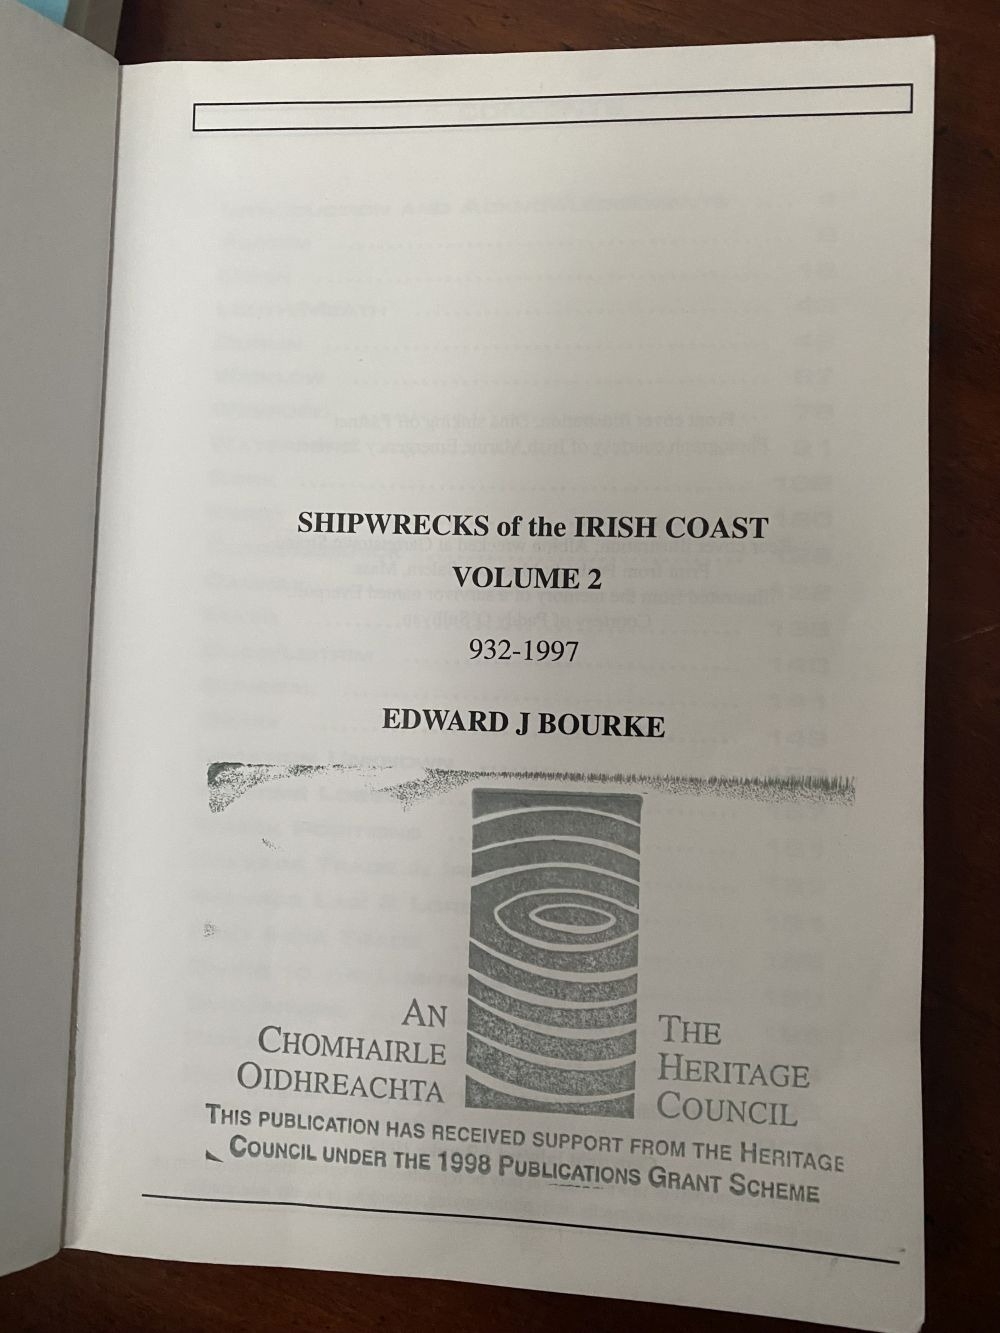 SHIPWRECKS of the IRISH COAST
VOLUME 2
932-1997
EDWARD J BOURKE
AN
CHOMHAIRLE
OIDHREACHTA
THE
HERITAGE
COUNCIL
THIS PUBLICATION HAS RECEIVED SUPPORT FROM THE HERITAGE
COUNCIL UNDER THE 1998 PUBLICATIONS GRANT SCHEME